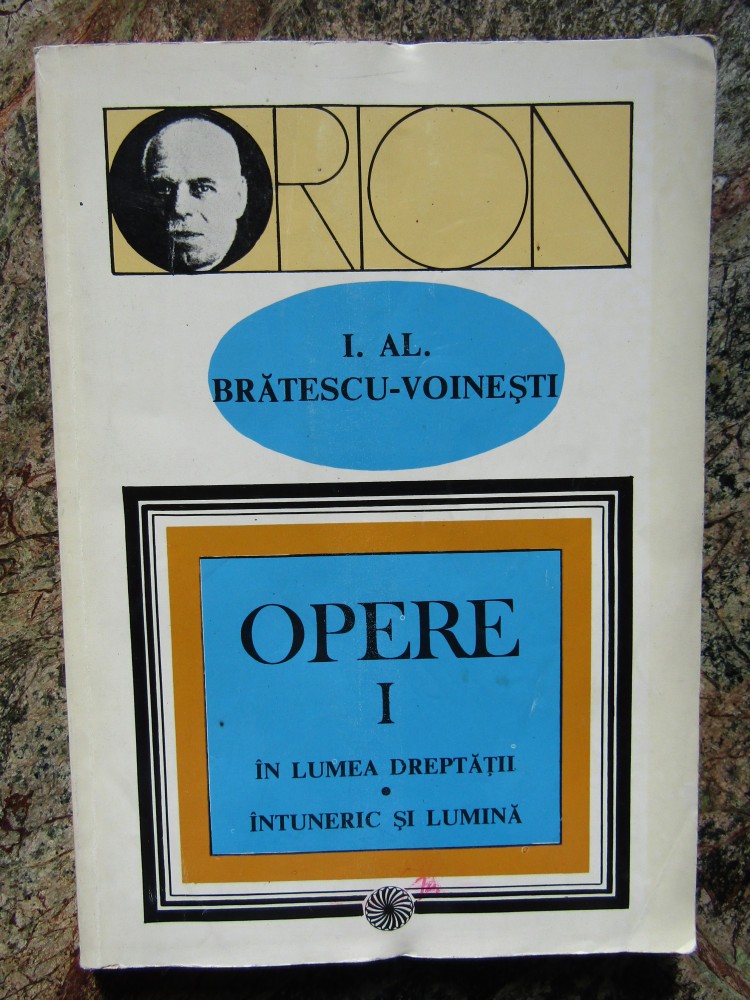 ORION
I. AL.
BRĂTESCU-VOINEŞTI
OPERE
I
ÎN LUMEA DREPTĂŢII
•
ÎNTUNERIC ŞI LUMINĂ